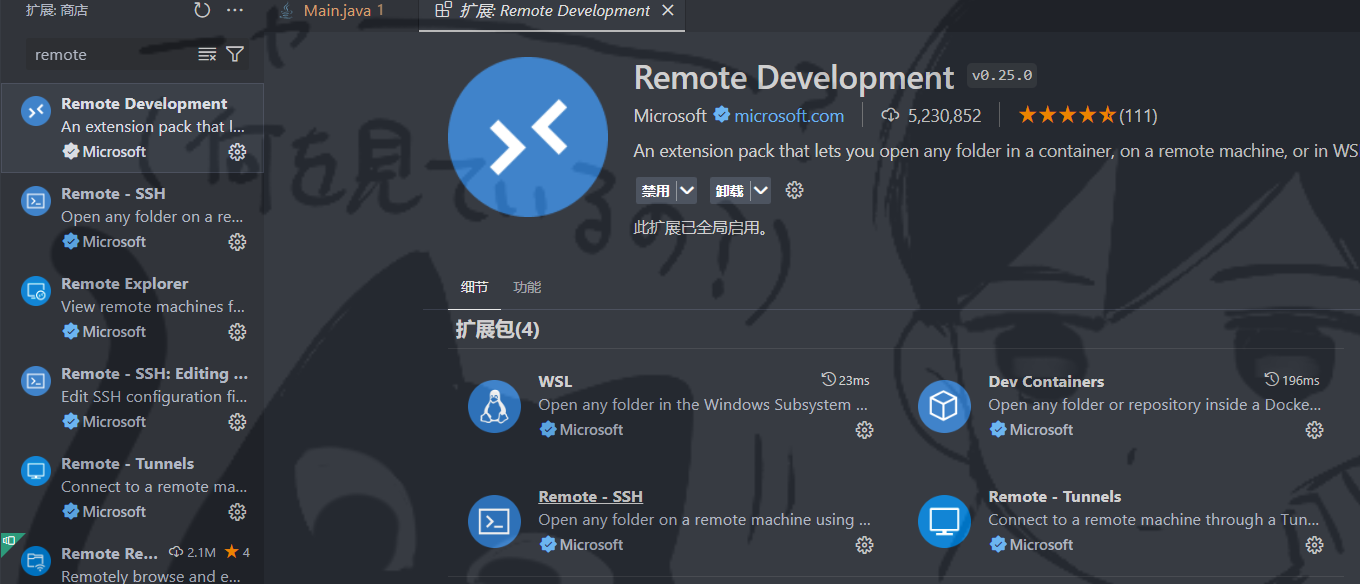 扩展: 商店
remote
Remote Development
An extension pack that l...
Microsoft
Remote - SSH
Open any folder on a re...
Microsoft
Remote Explorer
View remote machines f...
Microsoft
Remote - SSH: Editing ...
Edit SSH configuration fi...
Microsoft
Remote - Tunnels
Connect to a remote ma...
Microsoft
Remote Re... 2.1M 4
Remotely browse and e...
Main.java 1
扩展: Remote Development
Remote Development v0.25.0
Microsoft microsoft.com 5,230,852 (111)
An extension pack that lets you open any folder in a container, on a remote machine, or in WS
禁用 卸载
此扩展已全局启用。
细节 功能
扩展包(4)
WSL 23ms
Open any folder in the Windows Subsystem ...
Microsoft
Dev Containers 196ms
Open any folder or repository inside a Docke...
Microsoft
Remote - SSH
Open any folder on a remote machine using ...
Microsoft
Remote - Tunnels
Connect to a remote machine through a Tun...
Microsoft
(何を見ているの?!)